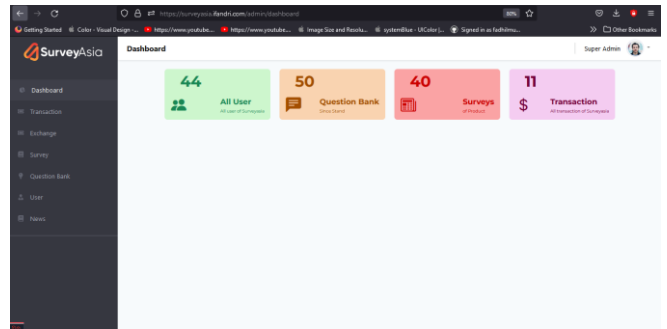 https://surveyasia.ifandri.com/admin/dashboard
80%
Getting Started
Color - Visual Design -...
https://www.youtube...
https://www.youtube...
Image Size and Resolu...
systemBlue - UIColor |...
Signed in as fadhilmu...
Other Bookmarks
SurveyAsia
Dashboard
Super Admin
Dashboard
Transaction
Exchange
Survey
Question Bank
User
News
44
All User
All user of Surveyasia
50
Question Bank
40
Surveys
of Product
11
Transaction
All transaction of Surveyasia